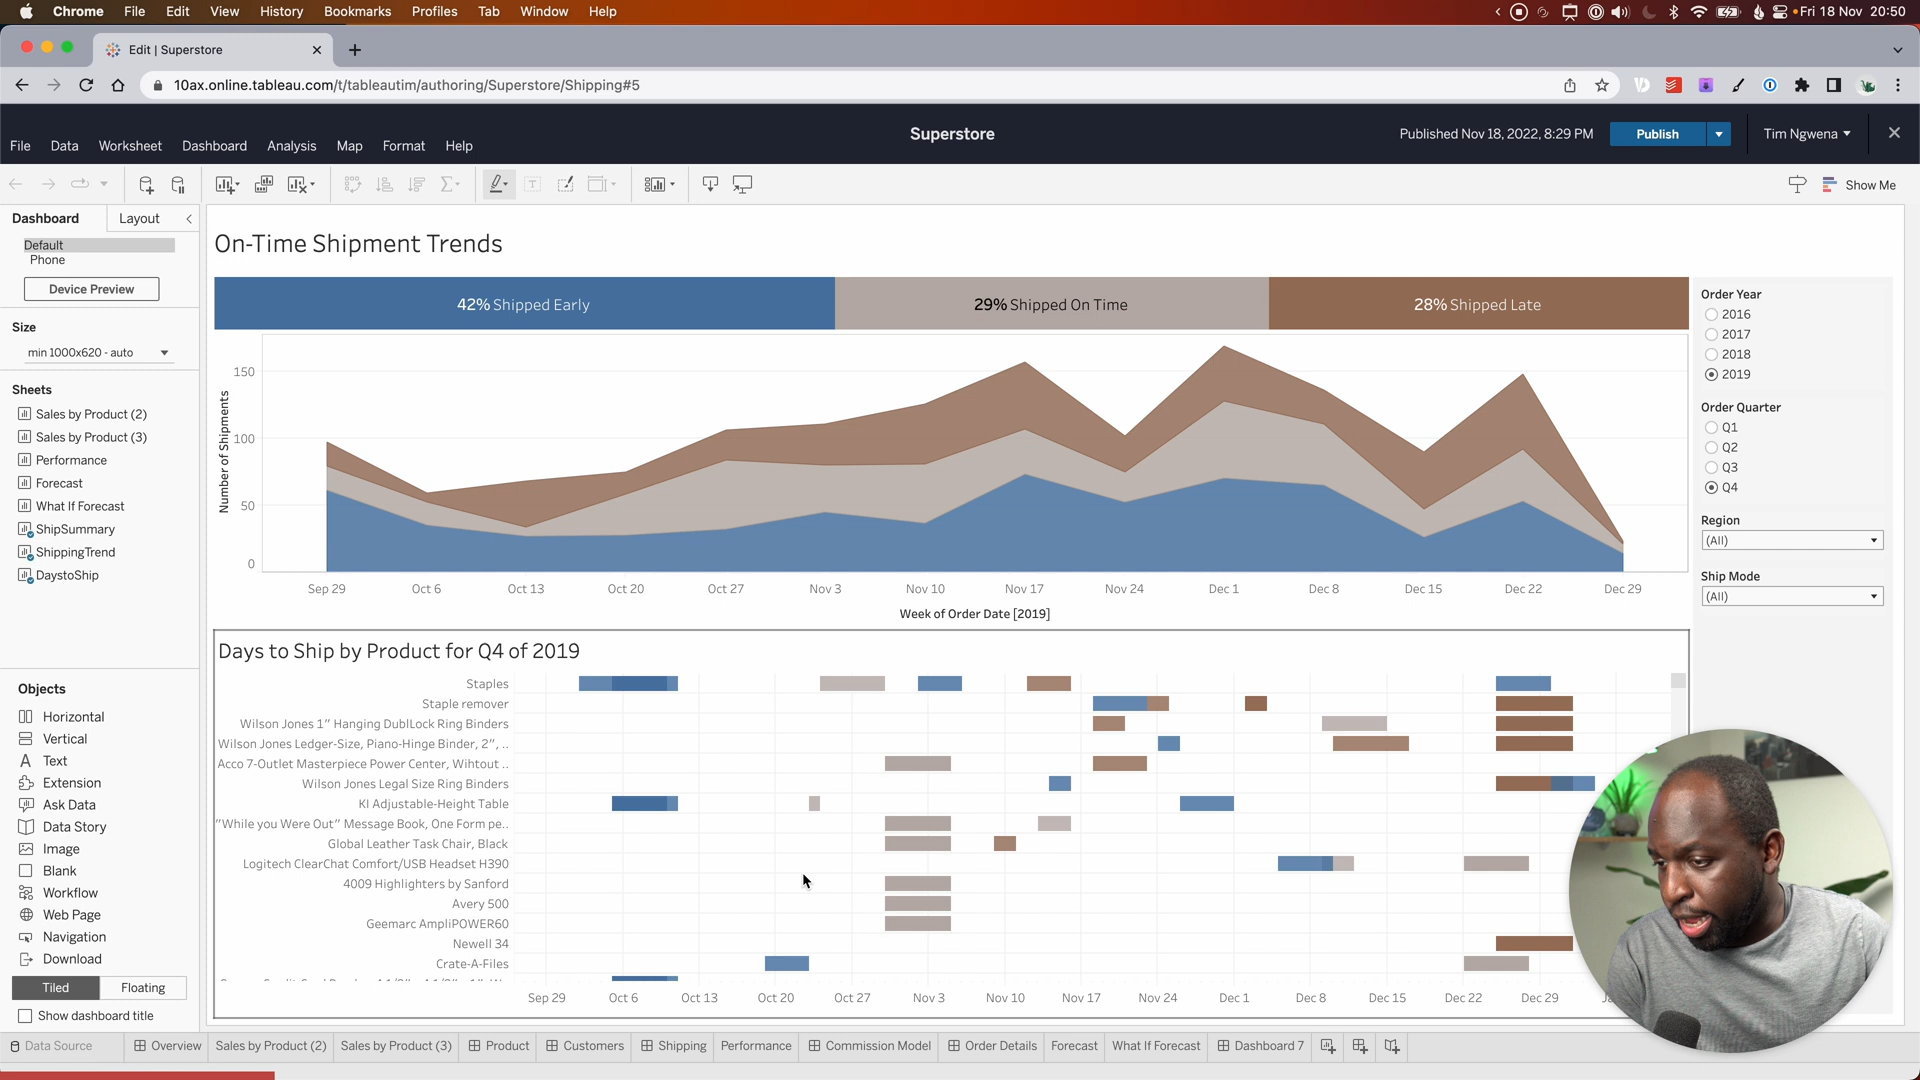 Chrome File Edit View History Bookmarks Profiles Tab Window Help Fri 18 Nov 20:50
Edit | Superstore
10ax.online.tableau.com/t/tableautim/authoring/Superstore/Shipping#5
Superstore
Published Nov 18, 2022, 8:29 PM Publish Tim Ngwena
File Data Worksheet Dashboard Analysis Map Format Help
Show Me
Dashboard Layout
Default
Phone
Device Preview
Size
min 1000x620 - auto
Sheets
Sales by Product (2)
Sales by Product (3)
Performance
Forecast
What If Forecast
ShipSummary
ShippingTrend
DaystoShip
Objects
Horizontal
Vertical
Text
Extension
Ask Data
Data Story
Image
Blank
Workflow
Web Page
Navigation
Download
Tiled Floating
Show dashboard title
On-Time Shipment Trends
42% Shipped Early 29% Shipped On Time 28% Shipped Late
Number of Shipments
150
100
50
0
Sep 29 Oct 6 Oct 13 Oct 20 Oct 27 Nov 3 Nov 10 Nov 17 Nov 24 Dec 1 Dec 8 Dec 15 Dec 22 Dec 29
Week of Order Date [2019]
Order Year
2016
2017
2018
2019
Order Quarter
Q1
Q2
Q3
Q4
Region
(All)
Ship Mode
(All)
Days to Ship by Product for Q4 of 2019
Staples
Staple remover
Wilson Jones 1" Hanging DublLock Ring Binders
Wilson Jones Ledger-Size, Piano-Hinge Binder, 2", ..
Acco 7-Outlet Masterpiece Power Center, Wihtout ..
Wilson Jones Legal Size Ring Binders
KI Adjustable-Height Table
"While you Were Out" Message Book, One Form pe..
Global Leather Task Chair, Black
Logitech ClearChat Comfort/USB Headset H390
4009 Highlighters by Sanford
Avery 500
Geemarc AmpliPOWER60
Newell 34
Crate-A-Files
Sep 29 Oct 6 Oct 13 Oct 20 Oct 27 Nov 3 Nov 10 Nov 17 Nov 24 Dec 1 Dec 8 Dec 15 Dec 22 Dec 29
Data Source Overview Sales by Product (2) Sales by Product (3) Product Customers Shipping Performance Commission Model Order Details Forecast What If Forecast Dashboard 7